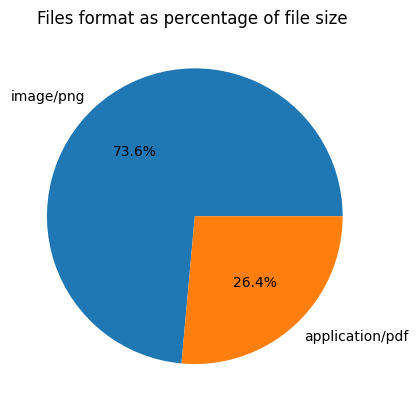 Files format as percentage of file size
image/png
73.6%
26.4%
application/pdf